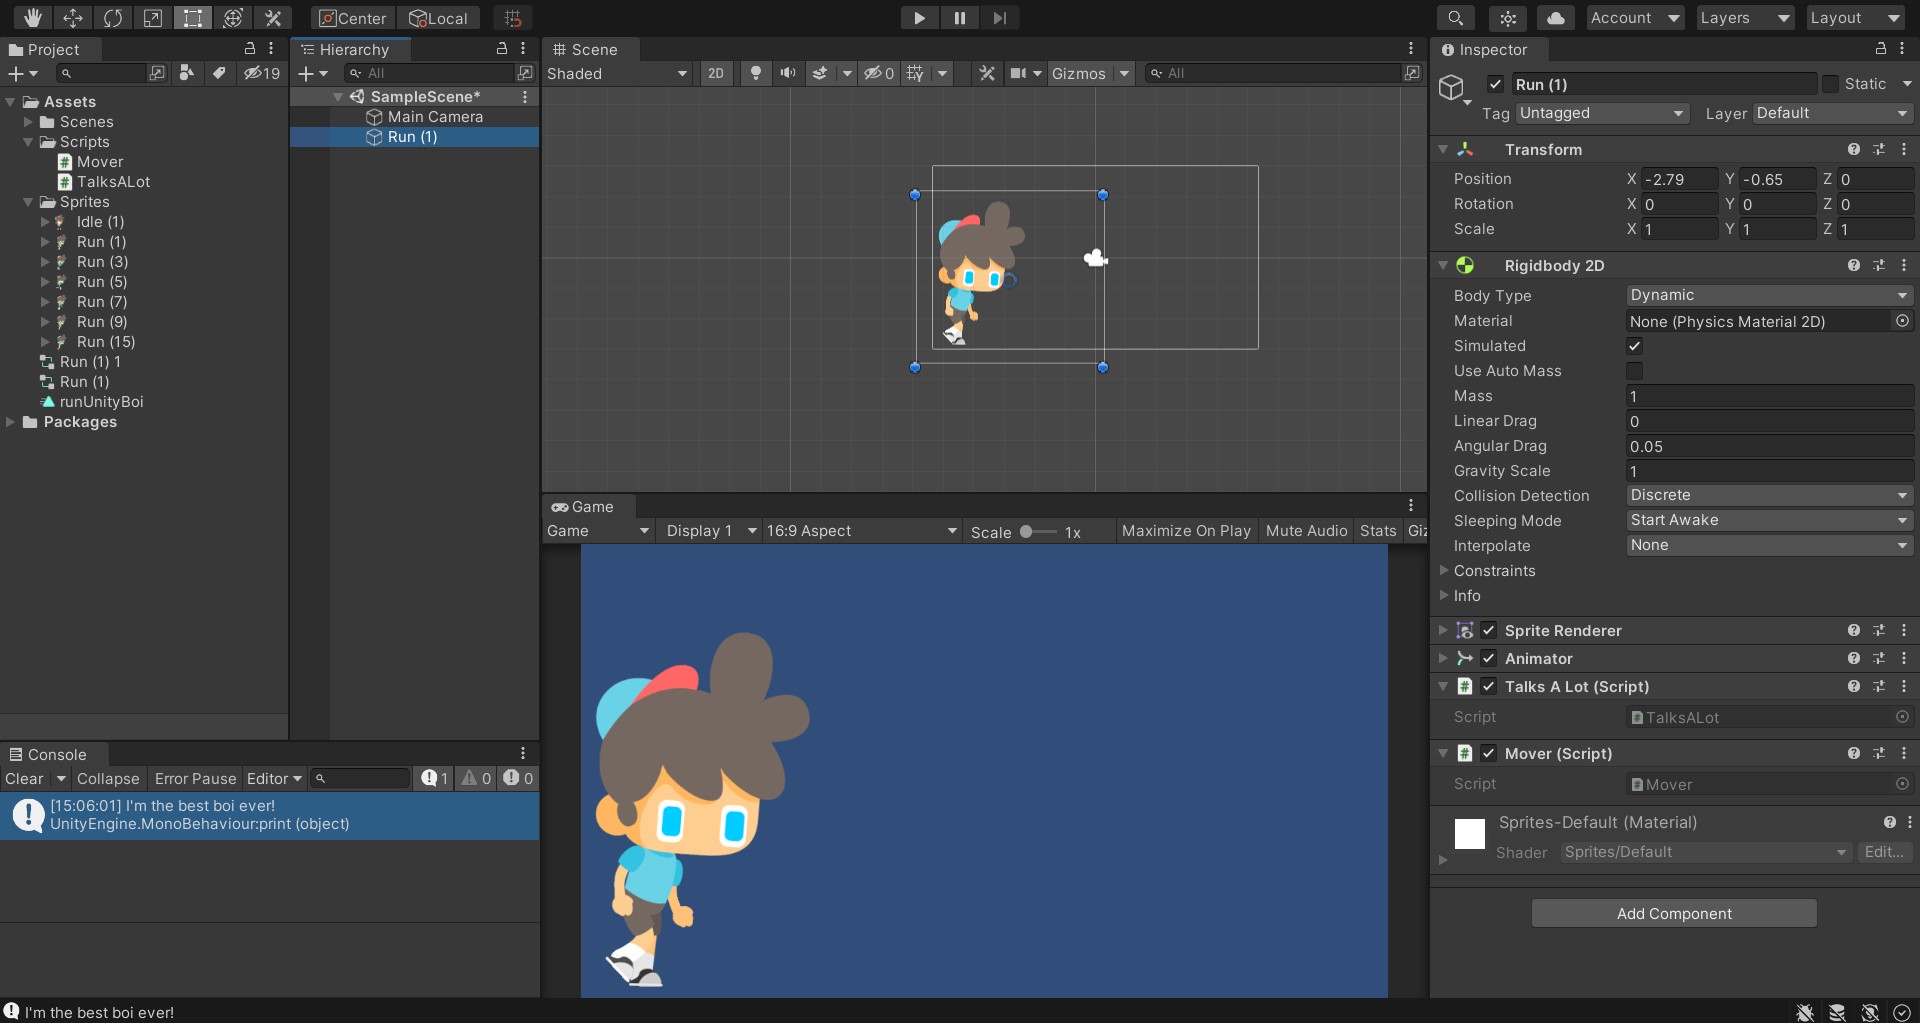 Center
Local
Account
Layers
Layout
Project
19
Assets
Scenes
Scripts
Mover
TalksALot
Sprites
Idle (1)
Run (1)
Run (3)
Run (5)
Run (7)
Run (9)
Run (15)
Run (1) 1
Run (1)
runUnityBoi
Packages
Hierarchy
All
SampleScene*
Main Camera
Run (1)
Scene
Shaded
2D
0
Gizmos
All
Game
Game
Display 1
16:9 Aspect
Scale
1x
Maximize On Play
Mute Audio
Stats
Giz
Console
Clear
Collapse
Error Pause
Editor
1
0
0
[15:06:01] I'm the best boi ever!
UnityEngine.MonoBehaviour:print (object)
Inspector
Run (1)
Static
Tag Untagged
Layer Default
Transform
Position X -2.79 Y -0.65 Z 0
Rotation X 0 Y 0 Z 0
Scale X 1 Y 1 Z 1
Rigidbody 2D
Body Type Dynamic
Material None (Physics Material 2D)
Simulated
Use Auto Mass
Mass 1
Linear Drag 0
Angular Drag 0.05
Gravity Scale 1
Collision Detection Discrete
Sleeping Mode Start Awake
Interpolate None
Constraints
Info
Sprite Renderer
Animator
Talks A Lot (Script)
Script TalksALot
Mover (Script)
Script Mover
Sprites-Default (Material)
Shader Sprites/Default Edit...
Add Component
I'm the best boi ever!